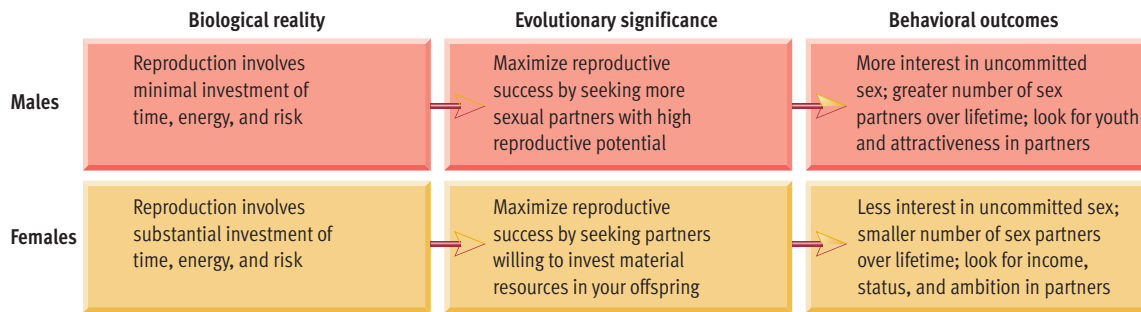 Biological reality
Evolutionary significance
Behavioral outcomes
Males
Reproduction involves
minimal investment of
time, energy, and risk
Maximize reproductive
success by seeking more
sexual partners with high
reproductive potential
More interest in uncommitted
sex; greater number of sex
partners over lifetime; look for youth
and attractiveness in partners
Females
Reproduction involves
substantial investment of
time, energy, and risk
Maximize reproductive
success by seeking partners
willing to invest material
resources in your offspring
Less interest in uncommitted sex;
smaller number of sex partners
over lifetime; look for income,
status, and ambition in partners